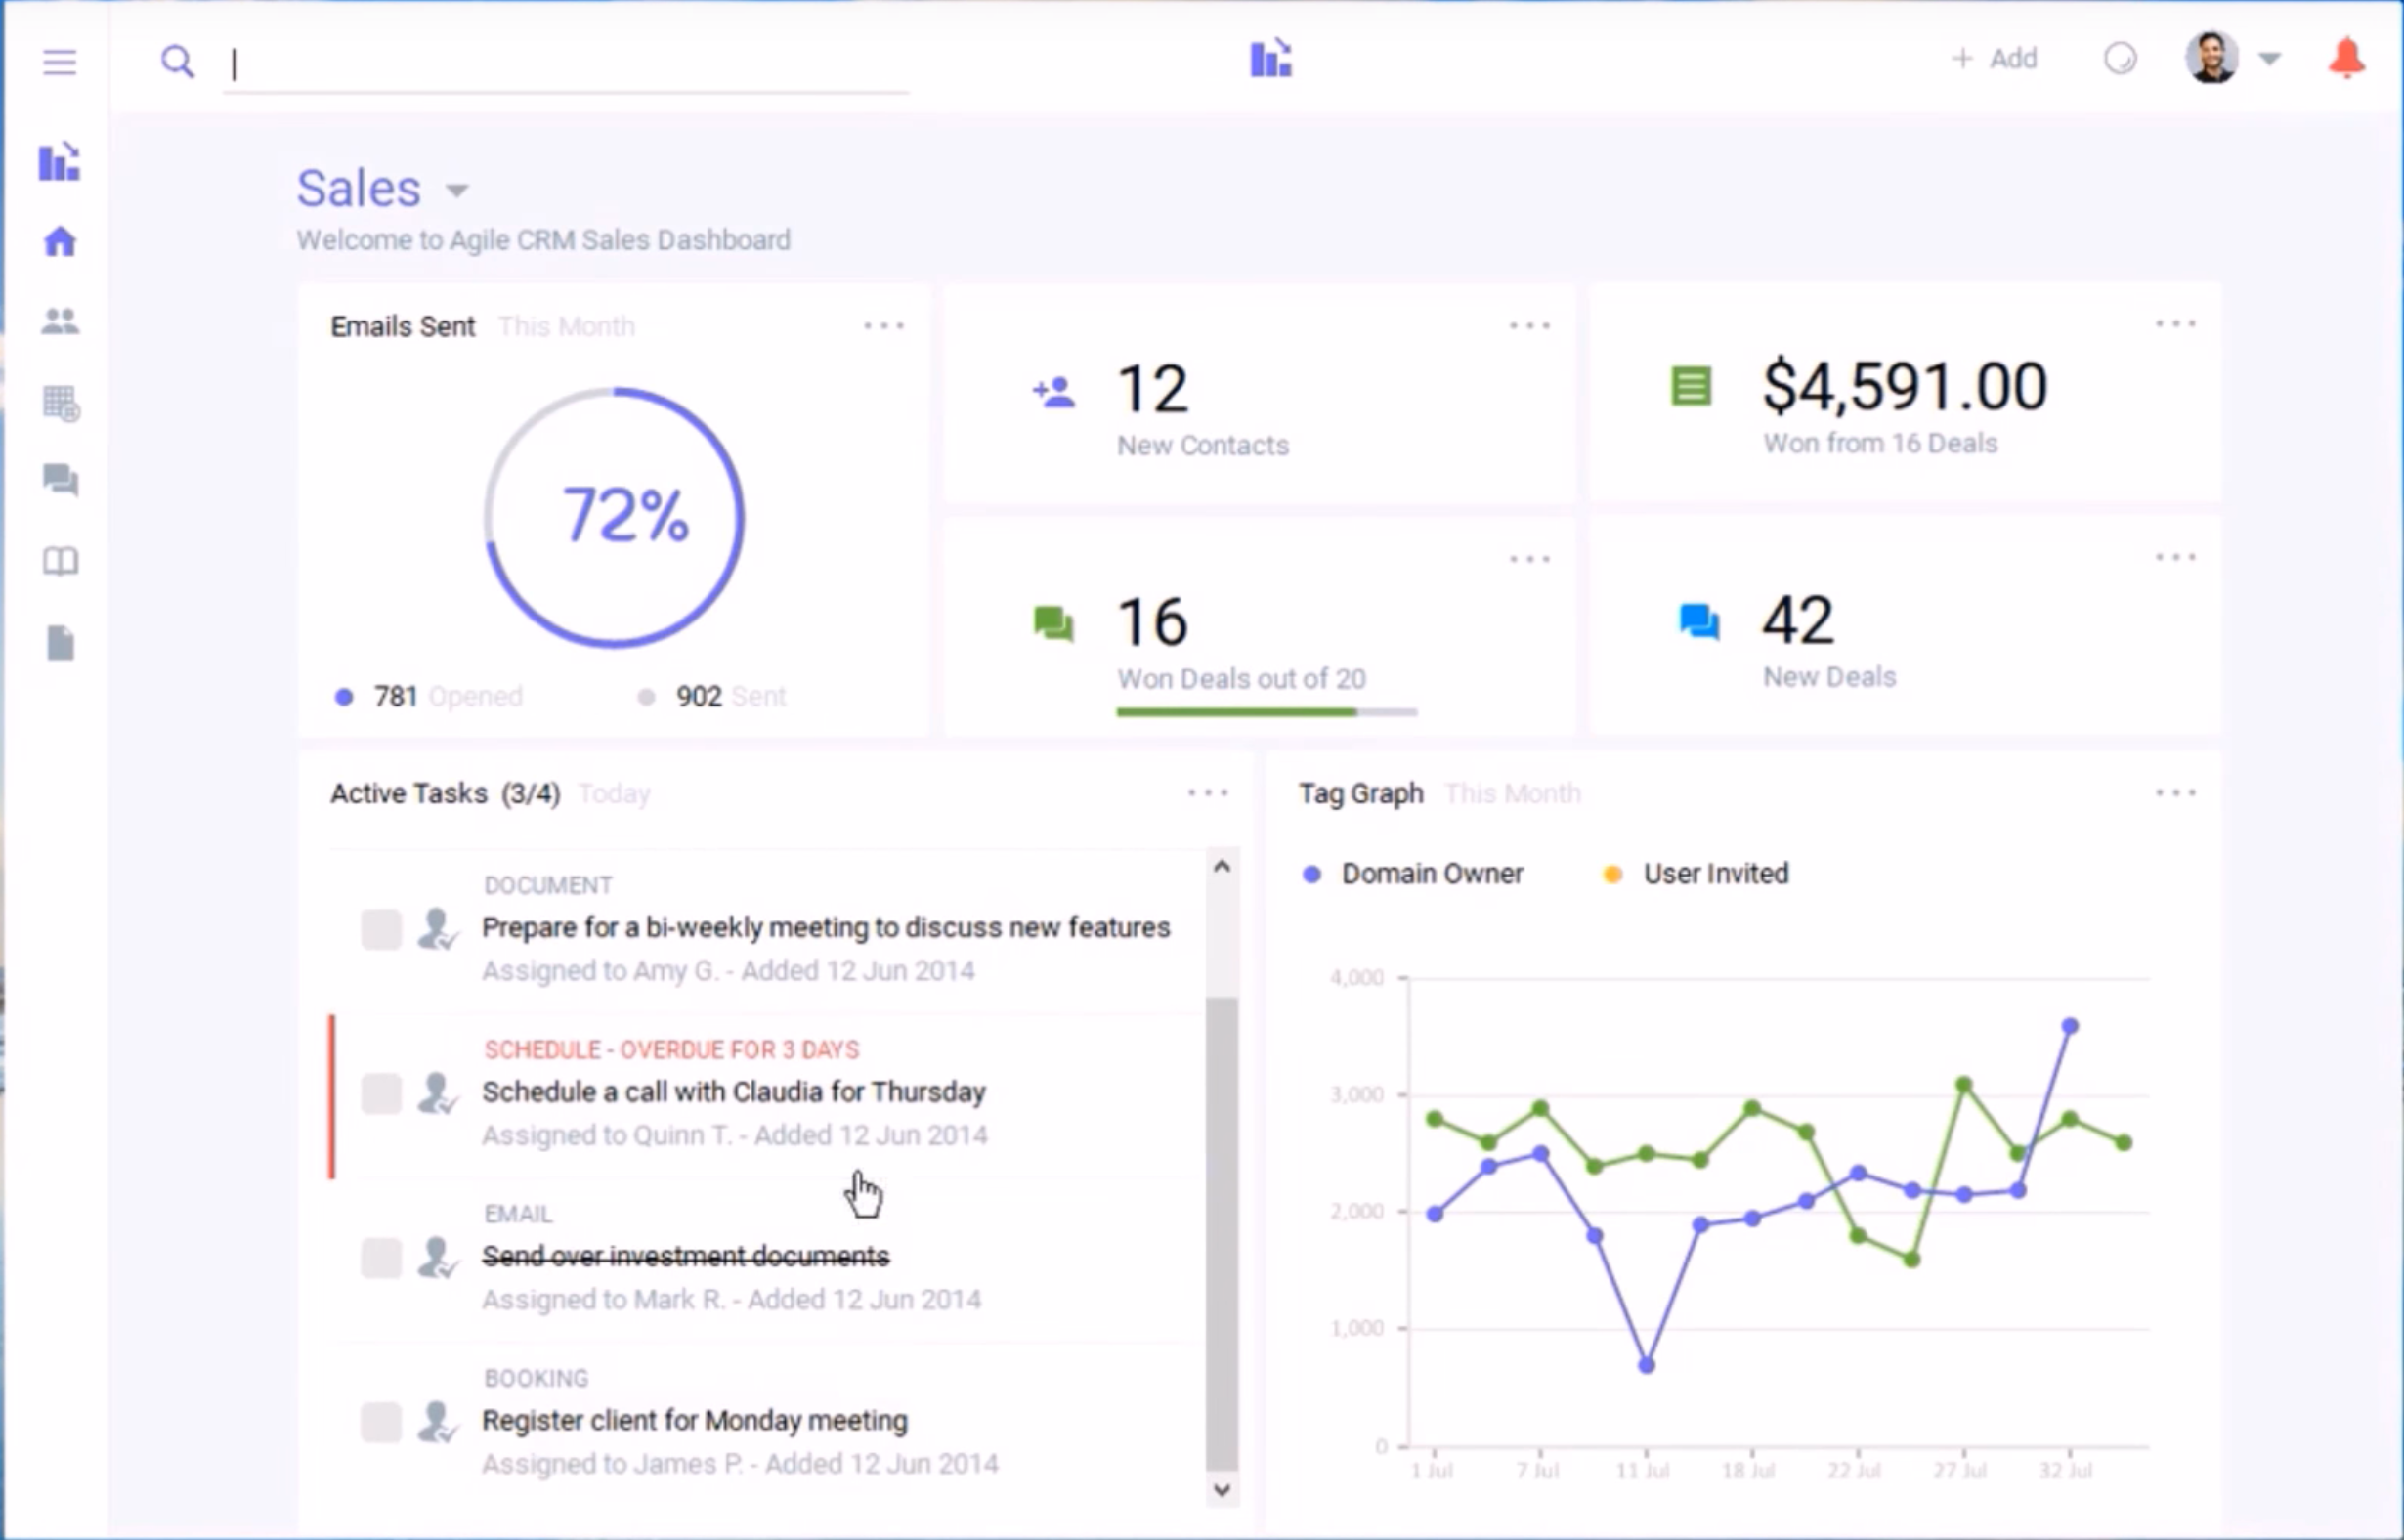 + Add
Sales
Welcome to Agile CRM Sales Dashboard
Emails Sent This Month
72%
781 Opened
902 Sent
12
New Contacts
$4,591.00
Won from 16 Deals
16
Won Deals out of 20
42
New Deals
Active Tasks (3/4) Today
DOCUMENT
Prepare for a bi-weekly meeting to discuss new features
Assigned to Amy G. - Added 12 Jun 2014
SCHEDULE - OVERDUE FOR 3 DAYS
Schedule a call with Claudia for Thursday
Assigned to Quinn T. - Added 12 Jun 2014
EMAIL
Send over investment documents
Assigned to Mark R. - Added 12 Jun 2014
BOOKING
Register client for Monday meeting
Assigned to James P. - Added 12 Jun 2014
Tag Graph This Month
Domain Owner
User Invited
4,000
3,000
2,000
1,000
0
1 Jul 7 Jul 11 Jul 18 Jul 22 Jul 27 Jul 32 Jul